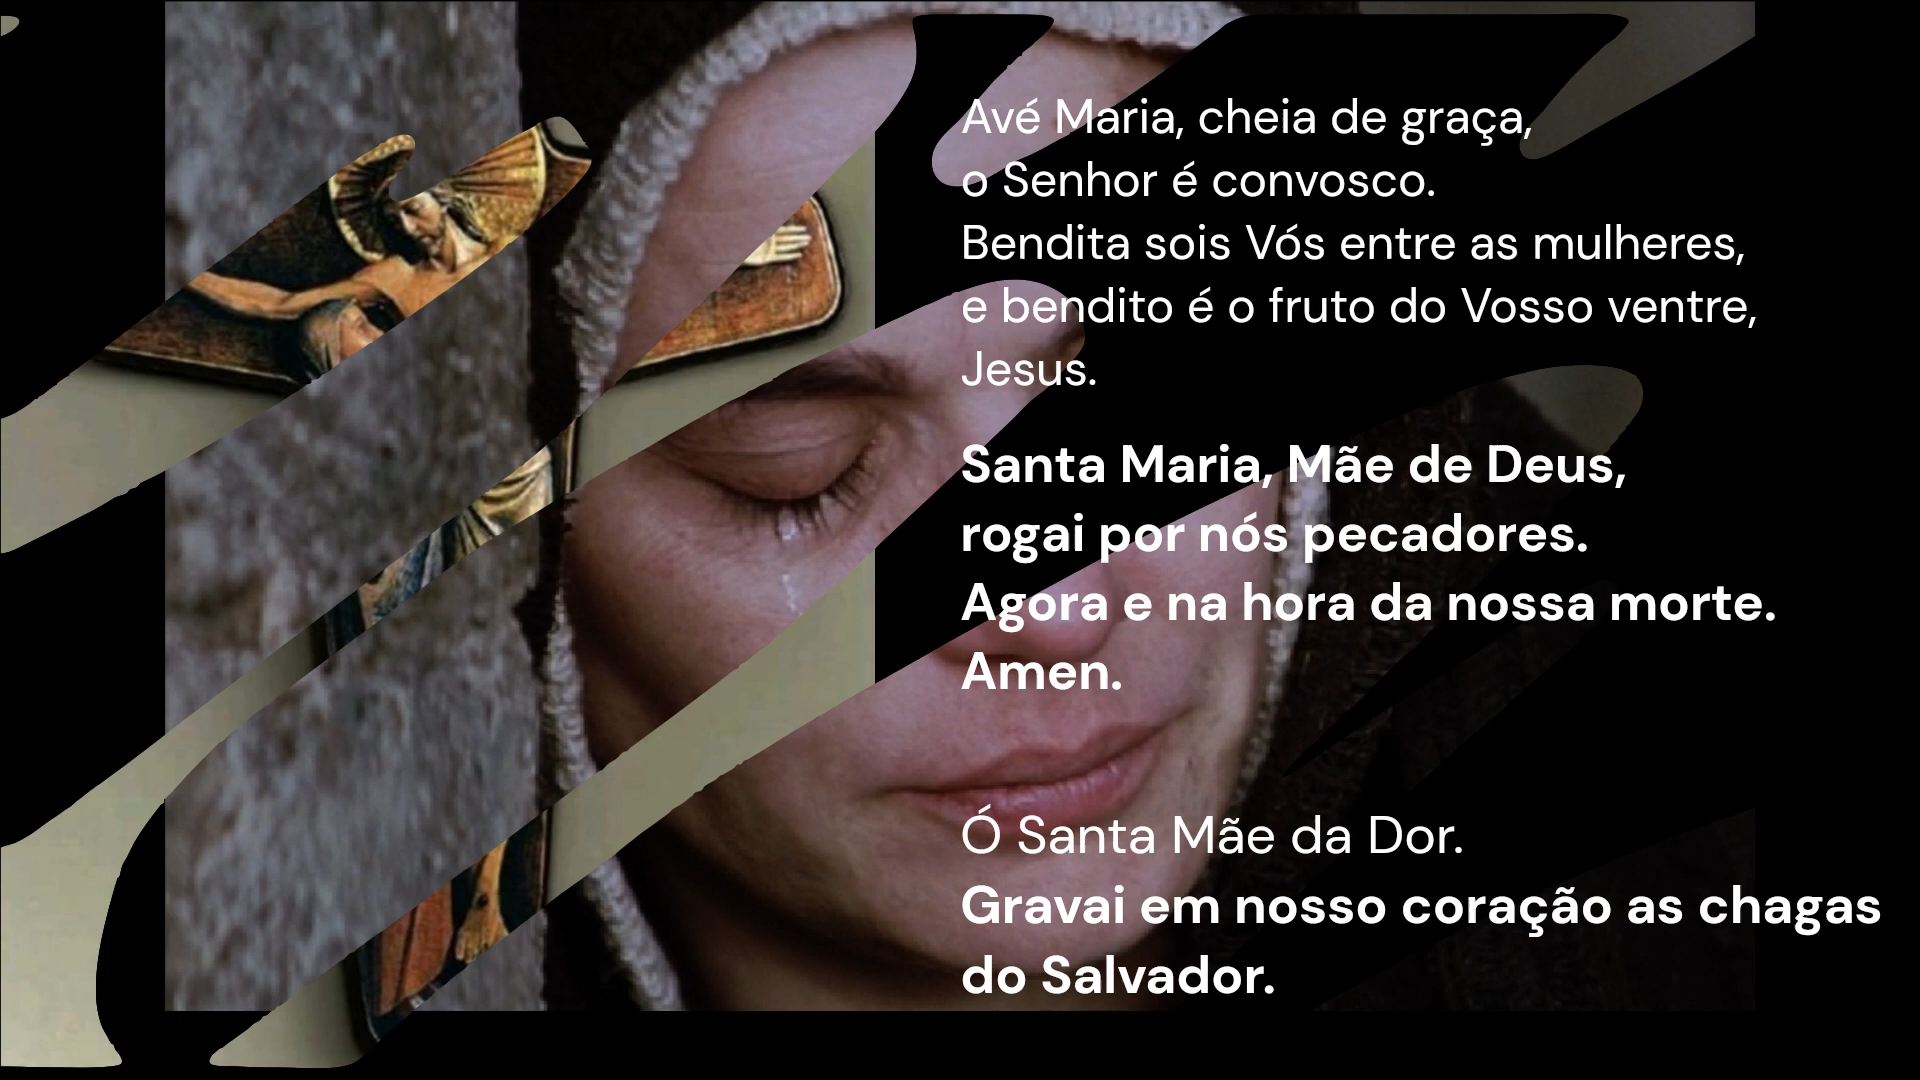 Avé Maria, cheia de graça,
o Senhor é convosco.
Bendita sois Vós entre as mulheres,
e bendito é o fruto do Vosso ventre,
Jesus.
Santa Maria, Mãe de Deus,
rogai por nós pecadores.
Agora e na hora da nossa morte.
Amen.
Ó Santa Mãe da Dor.
Gravai em nosso coração as chagas
do Salvador.